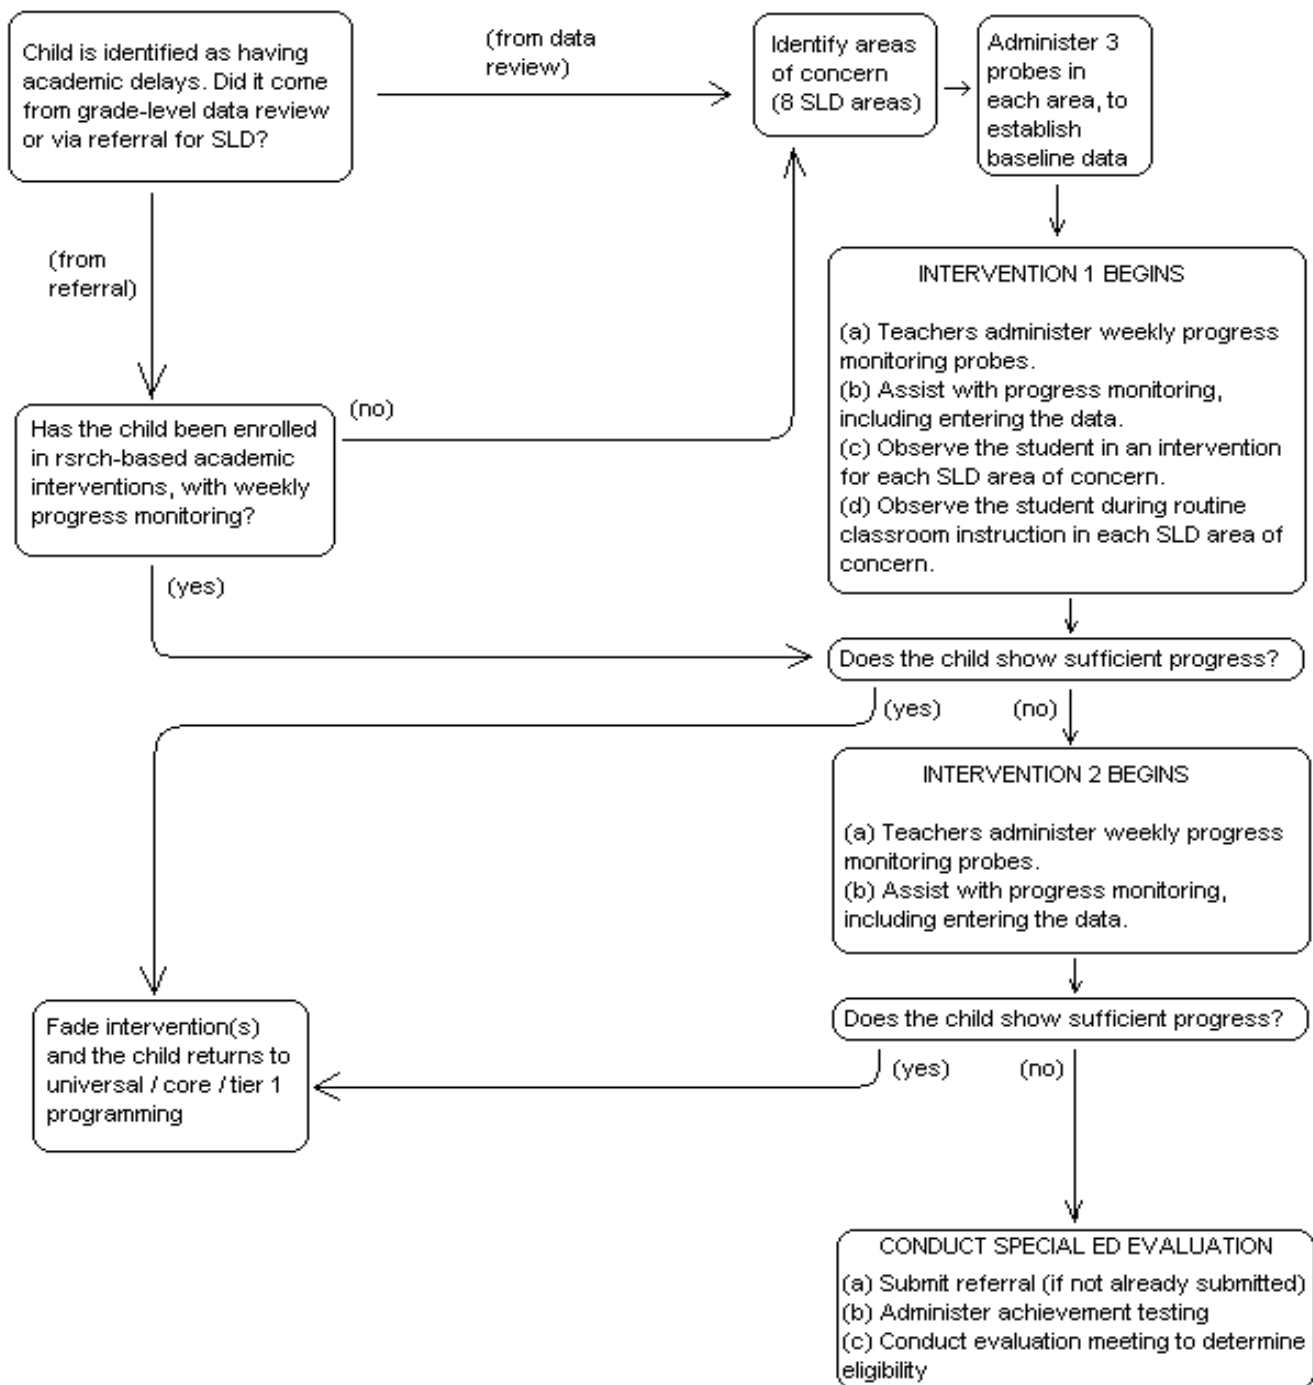 Child is identified as having
academic delays. Did it come
from grade-level data review
or via referral for SLD?
(from data
review)
Identify areas
of concern
(8 SLD areas)
Administer 3
probes in
each area, to
establish
baseline data
(from
referral)
INTERVENTION 1 BEGINS
(a) Teachers administer weekly progress
monitoring probes.
(b) Assist with progress monitoring,
including entering the data.
(c) Observe the student in an intervention
for each SLD area of concern.
(d) Observe the student during routine
classroom instruction in each SLD area of
concern.
Has the child been enrolled
in rsrch-based academic
interventions, with weekly
progress monitoring?
(no)
(yes)
Does the child show sufficient progress?
(yes)
(no)
INTERVENTION 2 BEGINS
(a) Teachers administer weekly progress
monitoring probes.
(b) Assist with progress monitoring,
including entering the data.
Does the child show sufficient progress?
(yes)
(no)
Fade intervention(s)
and the child returns to
universal / core / tier 1
programming
CONDUCT SPECIAL ED EVALUATION
(a) Submit referral (if not already submitted)
(b) Administer achievement testing
(c) Conduct evaluation meeting to determine
eligibility